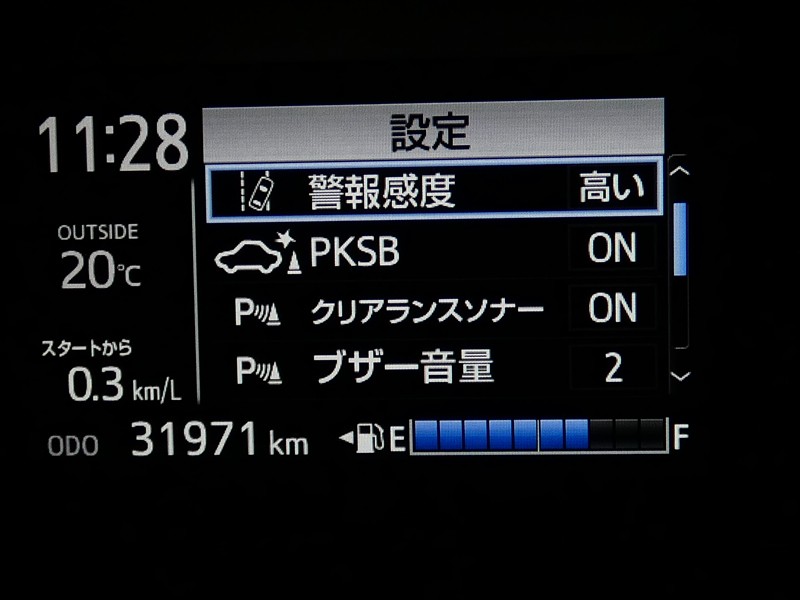 11:28
設定
警報感度 高い
OUTSIDE
20℃
PKSB ON
P クリアランスソナー ON
スタートから
0.3 km/L
P ブザー音量 2
ODO 31971 km E F